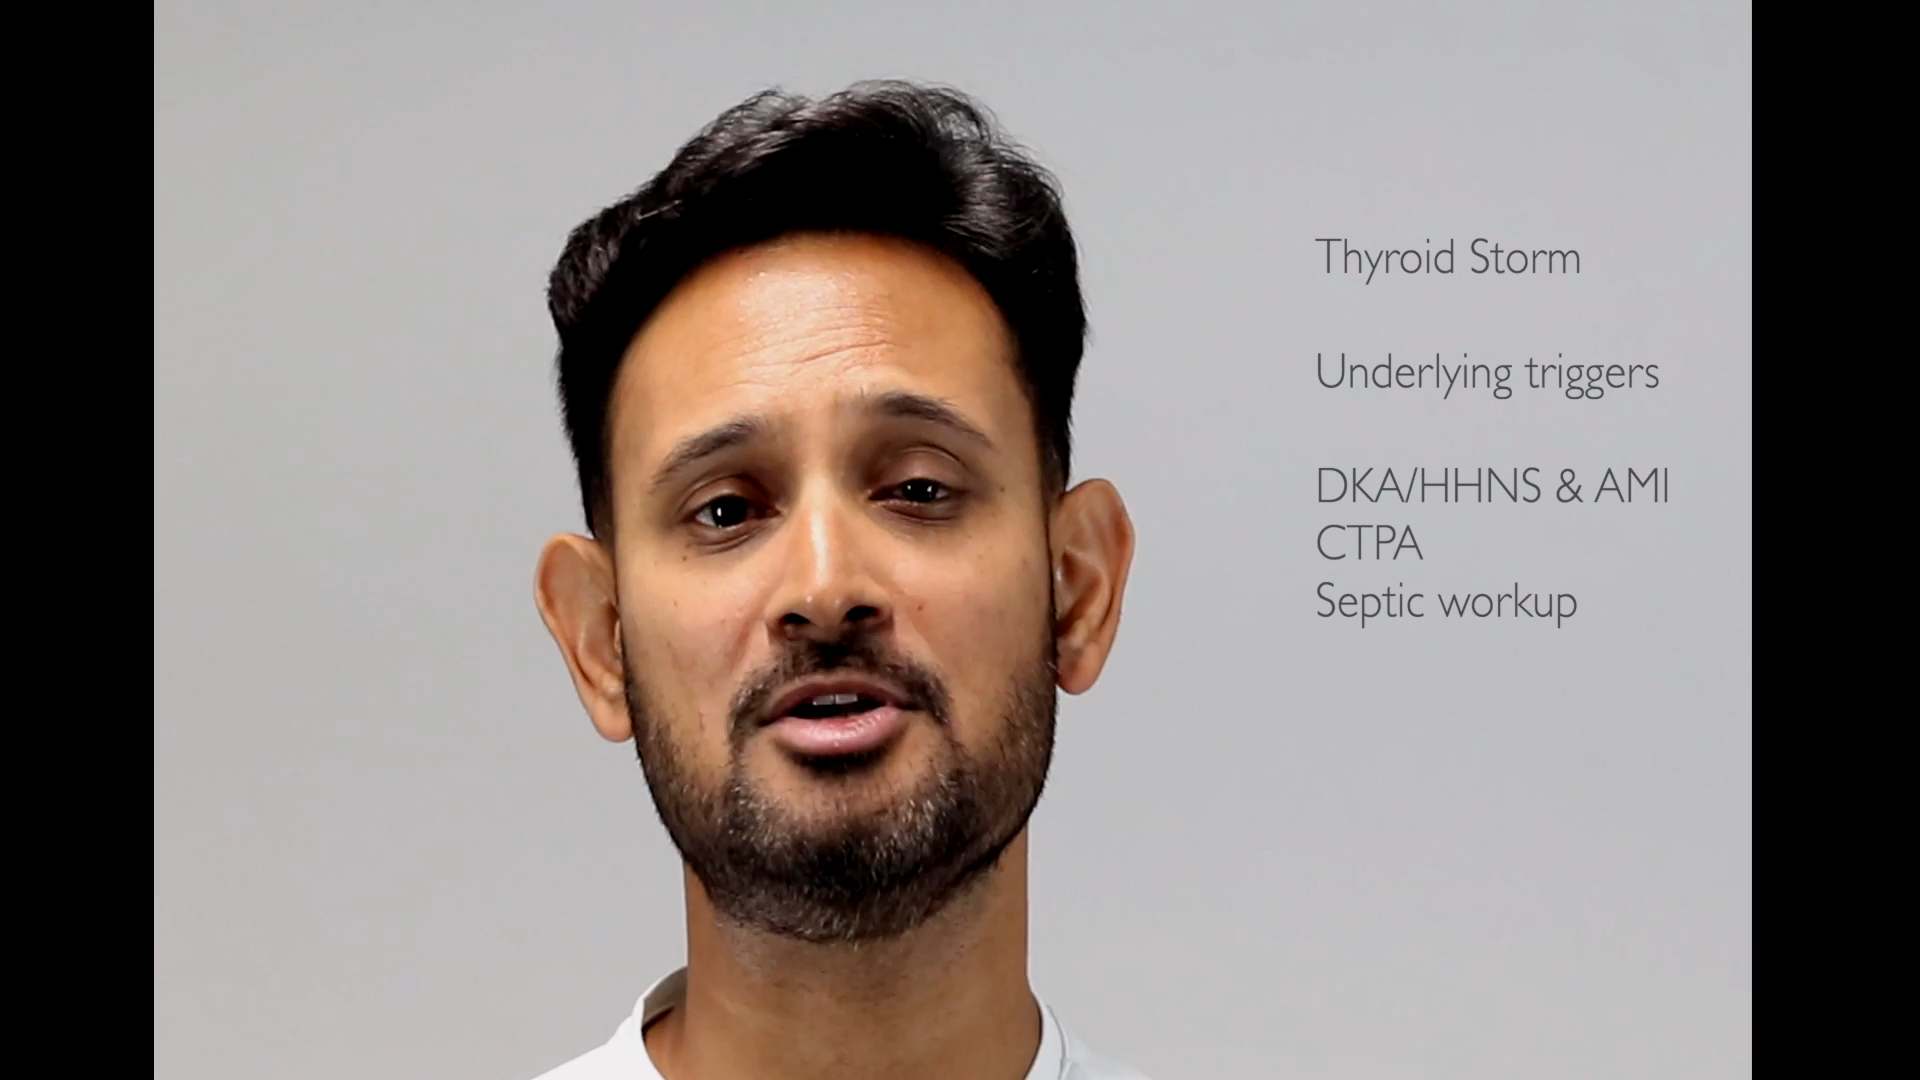 Thyroid Storm
Underlying triggers
DKA/HHNS & AMI
CTPA
Septic workup